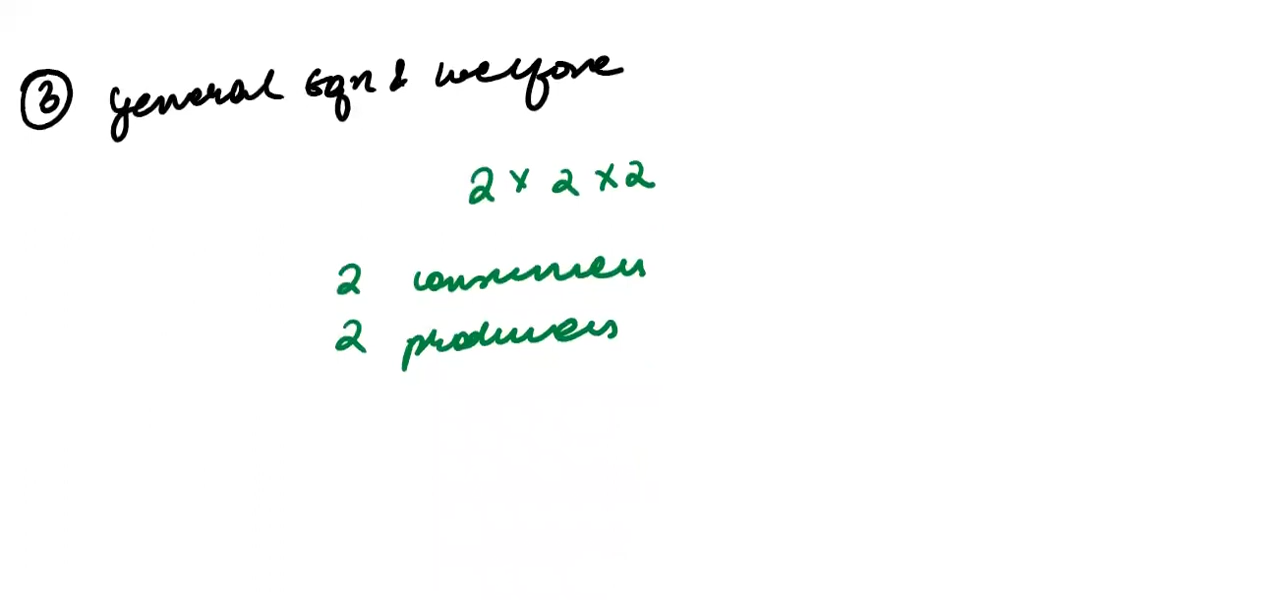 ③ General Eqn & welfare
2 × 2 × 2
2 consumers
2 producers